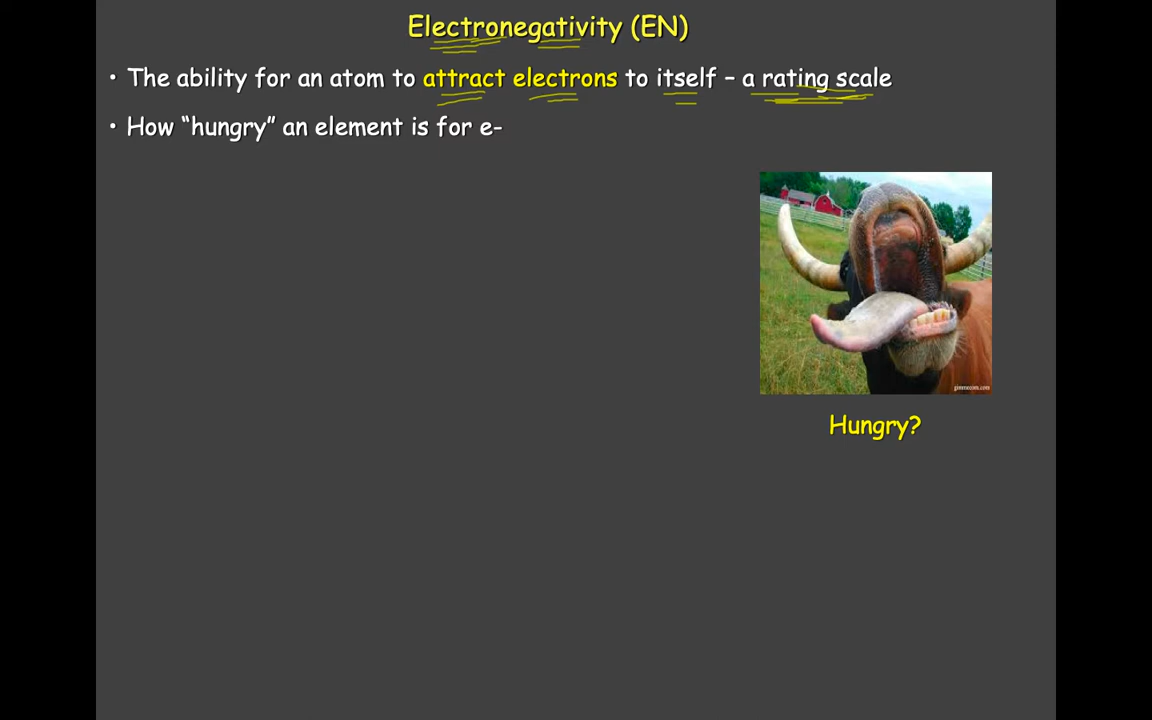 Electronegativity (EN)
• The ability for an atom to attract electrons to itself – a rating scale
• How “hungry” an element is for e-
Hungry?